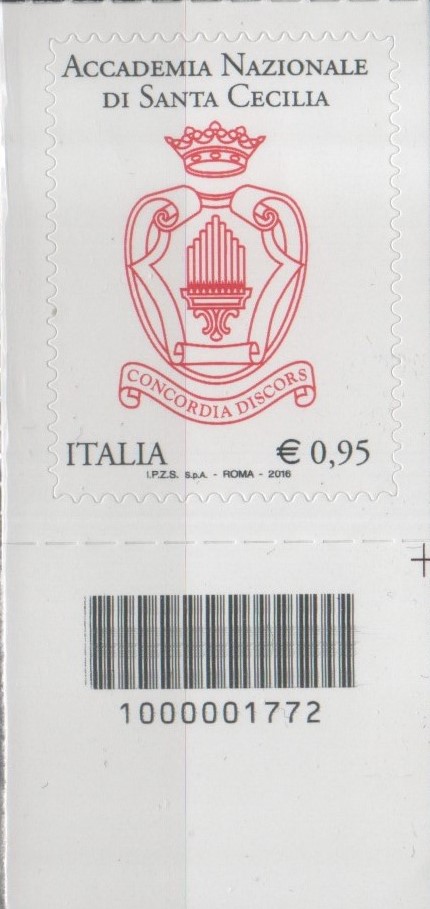 ACCADEMIA NAZIONALE
DI SANTA CECILIA
CONCORDIA DISCORS
ITALIA € 0,95
I.P.Z.S. S.p.A. - ROMA - 2016
1000001772